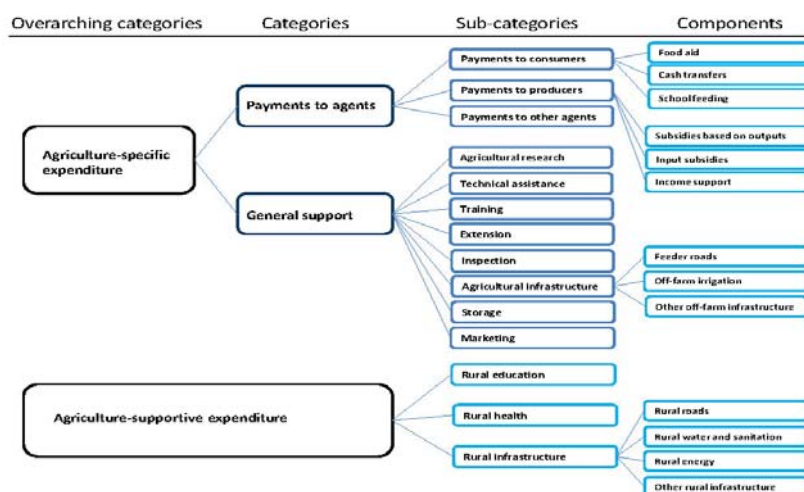 Overarching categories
Categories
Sub-categories
Components
Agriculture-specific
expenditure
Payments to agents
General support
Payments to consumers
Payments to producers
Payments to other agents
Food aid
Cash transfers
Schoolfeeding
Subsidies based on outputs
Input subsidies
Income support
Agricultural research
Technical assistance
Training
Extension
Inspection
Agricultural infrastructure
Storage
Marketing
Feeder roads
Off-farm irrigation
Other off-farm infrastructure
Agriculture-supportive expenditure
Rural education
Rural health
Rural infrastructure
Rural roads
Rural water and sanitation
Rural energy
Other rural infrastructure